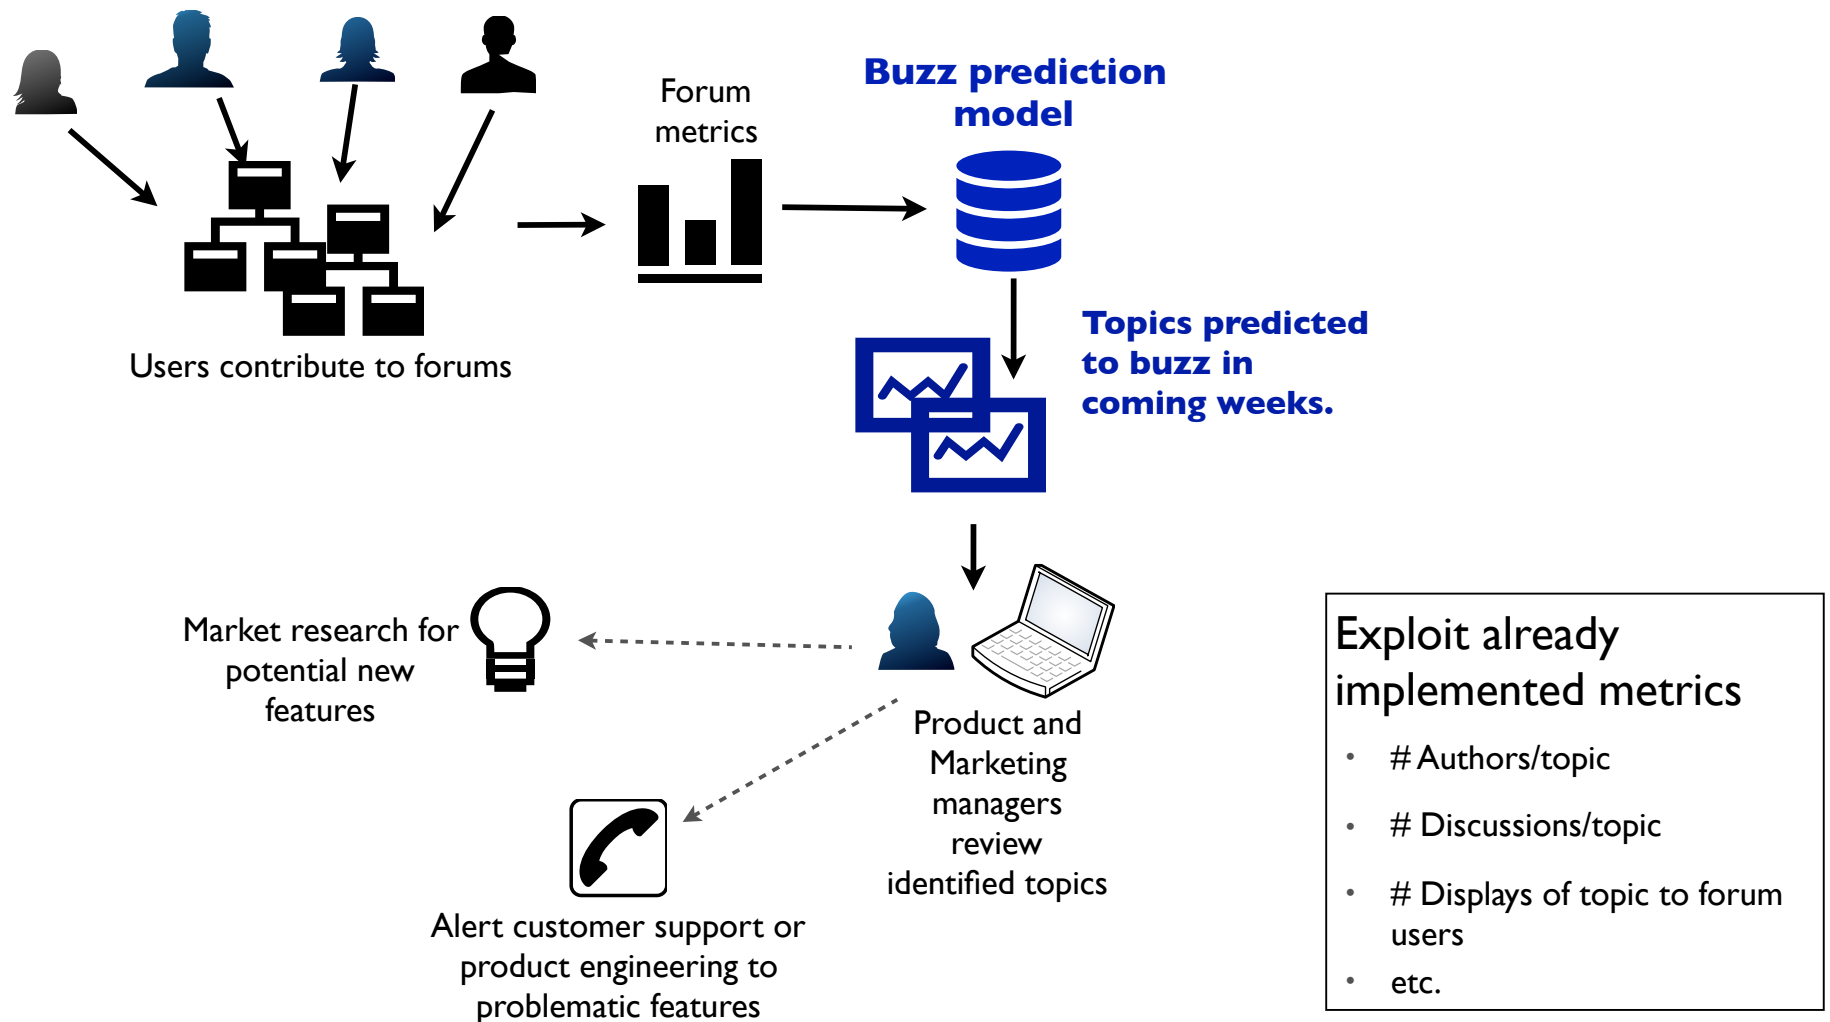 Forum
metrics
Buzz prediction
model
Users contribute to forums
Topics predicted
to buzz in
coming weeks.
Market research for
potential new
features
Product and
Marketing
managers
review
identified topics
Alert customer support or
product engineering to
problematic features
Exploit already
implemented metrics
• # Authors/topic
• # Discussions/topic
• # Displays of topic to forum
users
• etc.